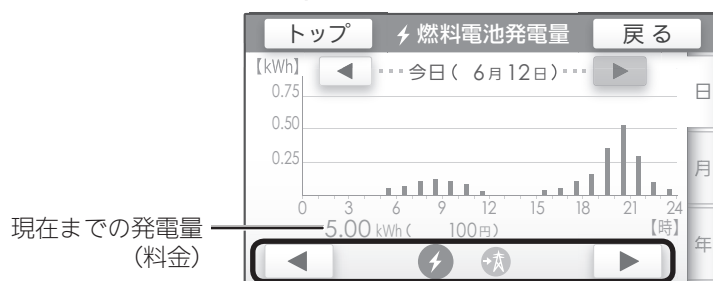 トップ
燃料電池発電量
戻る
【kWh】
今日( 6月12日)
日
0.75
0.50
0.25
月
0 3 6 9 12 15 18 21 24
現在までの発電量
5.00 kWh( 100円)
【時】
(料金)
年